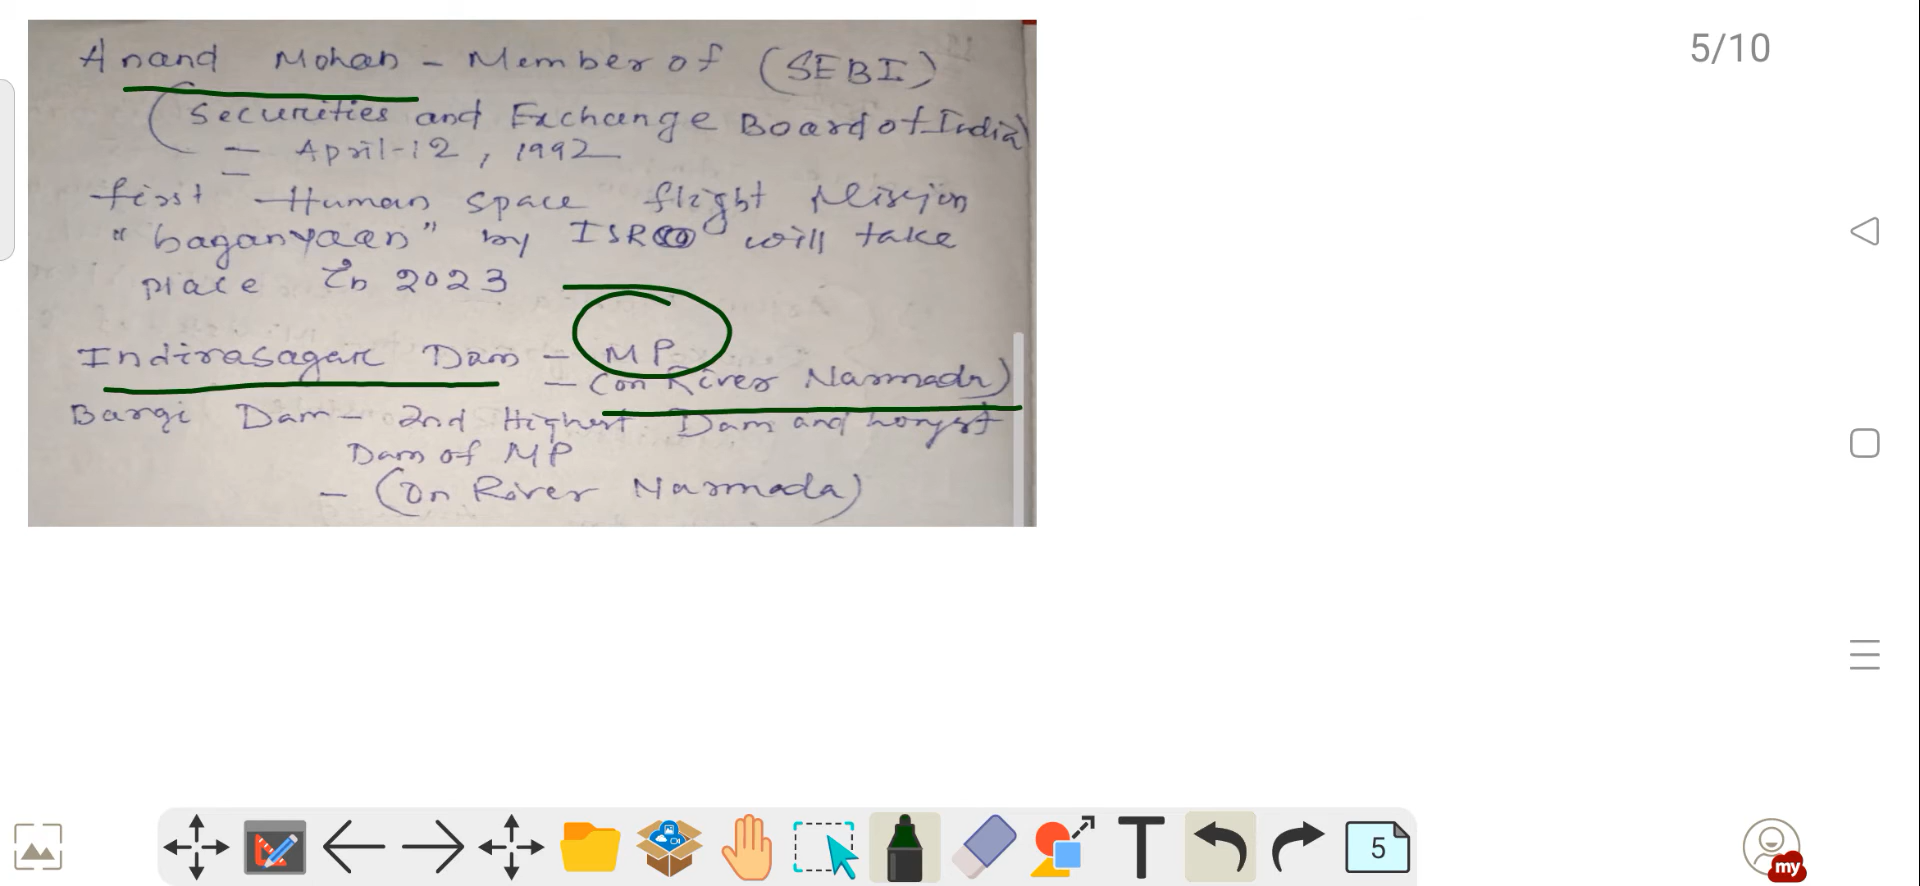 Anand Mohan - Member of (SEBI)
(Securities and Exchange Board of India)
- April-12, 1992
first Human space flight Mission
"baganyaan" by ISRO will take
place in 2023
Indirasagar Dam - MP
- (on River Narmada)
Bargi Dam - 2nd Highest Dam and longst
Dam of MP
- (on River Narmada)
5/10
T
5
my